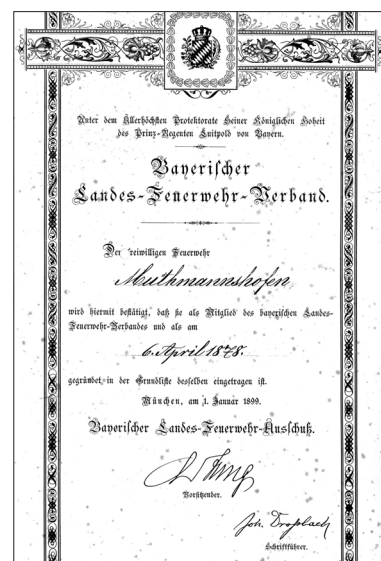 Unter dem Allerhöchsten Protektorate Seiner Königlichen Hoheit
des Prinz-Regenten Luitpold von Bayern.
Bayerischer
Landes-Feuerwehr-Verband.
Der freiwilligen Feuerwehr
Muthmannshofen
wird hiermit bestätigt, daß sie als Mitglied des bayerischen Landes-
Feuerwehr-Verbandes und als am
6. April 1878.
gegründet in der Grundliste desselben eingetragen ist.
München, am 1. Januar 1899.
Bayerischer Landes-Feuerwehr-Ausschuß.
Vorsitzender.
Joh. Droßbach
Schriftführer.